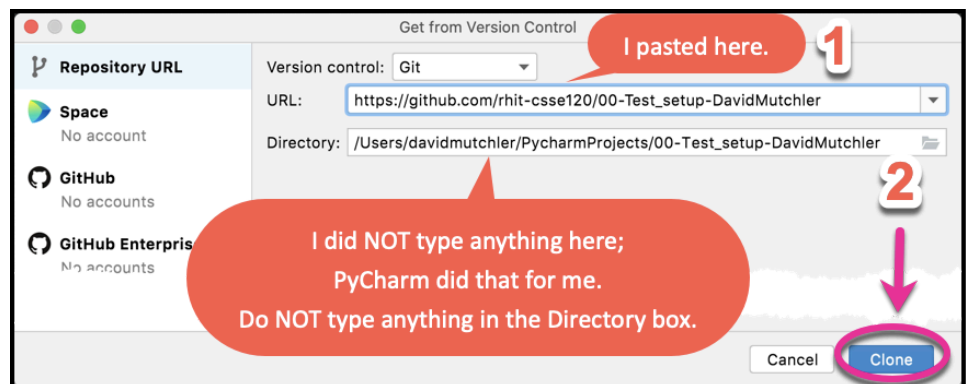 Get from Version Control
I pasted here.
1
Repository URL
Version control: Git
URL: https://github.com/rhit-csse120/00-Test_setup-DavidMutchler
Space
No account
Directory: /Users/davidmutchler/PycharmProjects/00-Test_setup-DavidMutchler
GitHub
No accounts
2
GitHub Enterpris
No accounts
I did NOT type anything here;
PyCharm did that for me.
Do NOT type anything in the Directory box.
Cancel
Clone